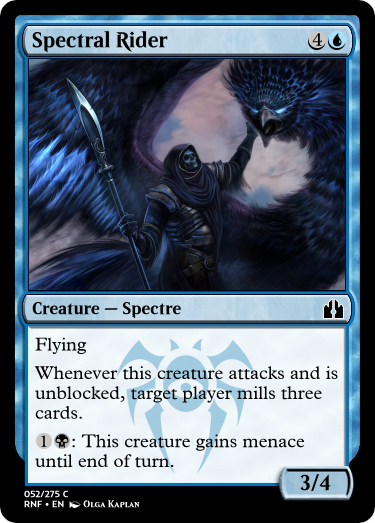 Spectral Rider 4
Creature — Spectre
Flying
Whenever this creature attacks and is
unblocked, target player mills three
cards.
1 : This creature gains menace
until end of turn.
3/4
052/275 C
RNF • EN Olga Kaplan